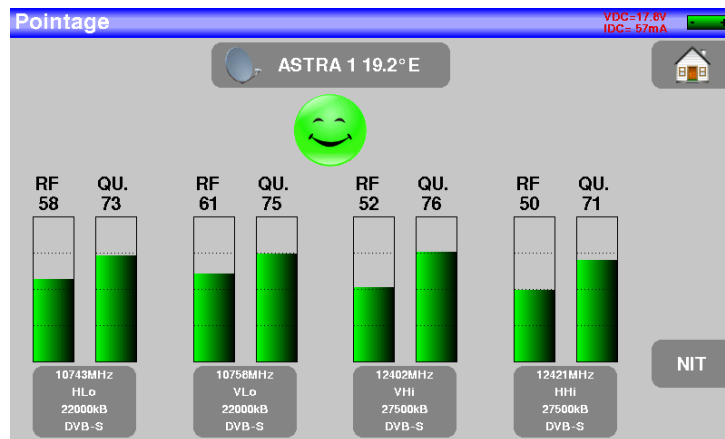 Pointage
VDC=17.8V
IDC= 57mA
ASTRA 1 19.2°E
RF QU. RF QU. RF QU. RF QU.
58 73 61 75 52 76 50 71
10743MHz 10758MHz 12402MHz 12421MHz
HLo VLo VHi HHi
22000kB 22000kB 27500kB 27500kB
DVB-S DVB-S DVB-S DVB-S
NIT